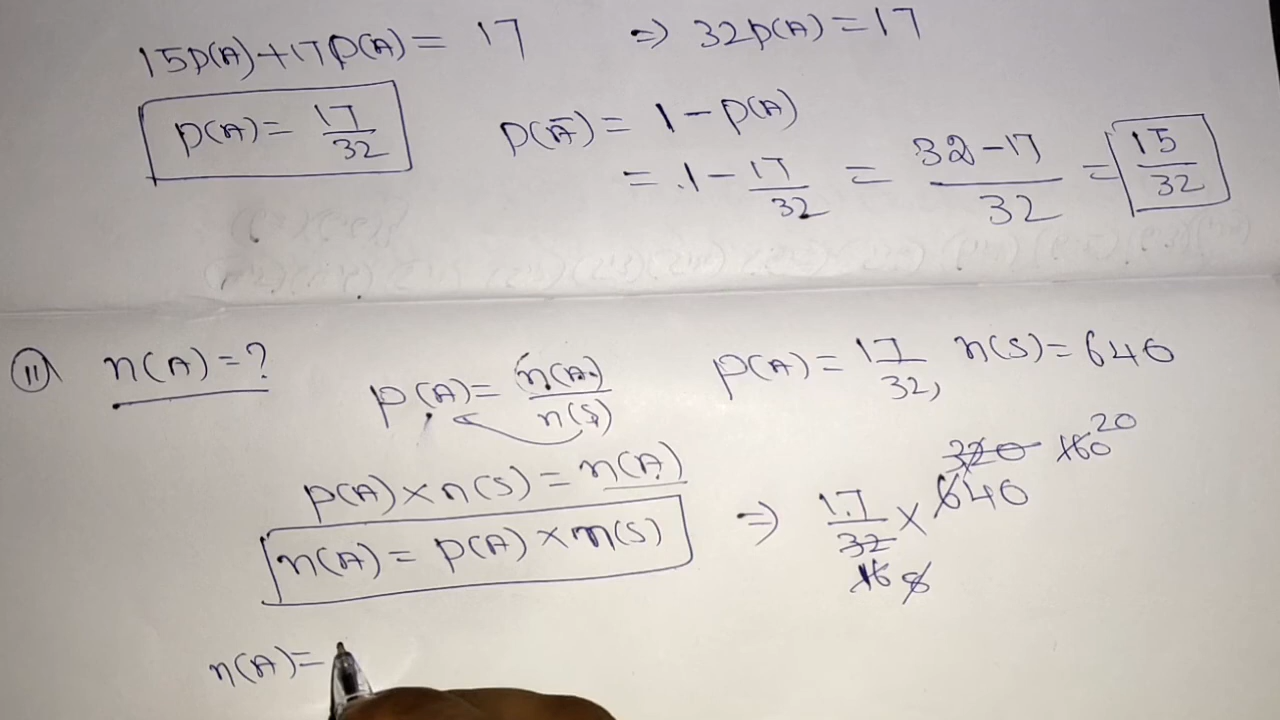 15p(A)+17p(A) = 17 ⇒ 32p(A) = 17
p(A) = 17/32
p(Ā) = 1 - p(A)
= 1 - 17/32 = 32-17/32 = 15/32
(ii) n(A) = ?
p(A) = n(A)/n(S)
p(A) = 17/32, n(S) = 640
p(A) × n(S) = n(A)
n(A) = p(A) × n(S)
320 160 20
⇒ 17/32 × 640
16 8
n(A) =